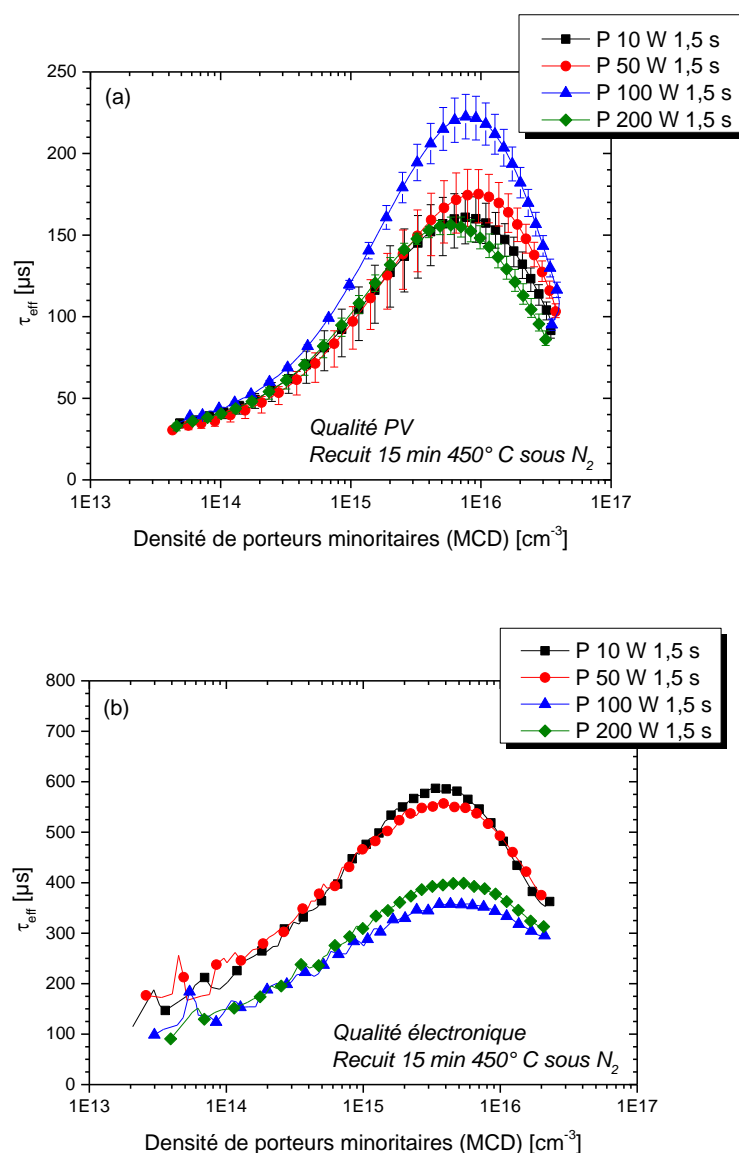 P 10 W 1,5 s
P 50 W 1,5 s
P 100 W 1,5 s
P 200 W 1,5 s
(a)
250
200
150
100
50
0
τeff [µs]
Qualité PV
Recuit 15 min 450° C sous N2
1E13 1E14 1E15 1E16 1E17
Densité de porteurs minoritaires (MCD) [cm-3]
P 10 W 1,5 s
P 50 W 1,5 s
P 100 W 1,5 s
P 200 W 1,5 s
(b)
800
700
600
500
400
300
200
100
0
τeff [µs]
Qualité électronique
Recuit 15 min 450° C sous N2
1E13 1E14 1E15 1E16 1E17
Densité de porteurs minoritaires (MCD) [cm-3]